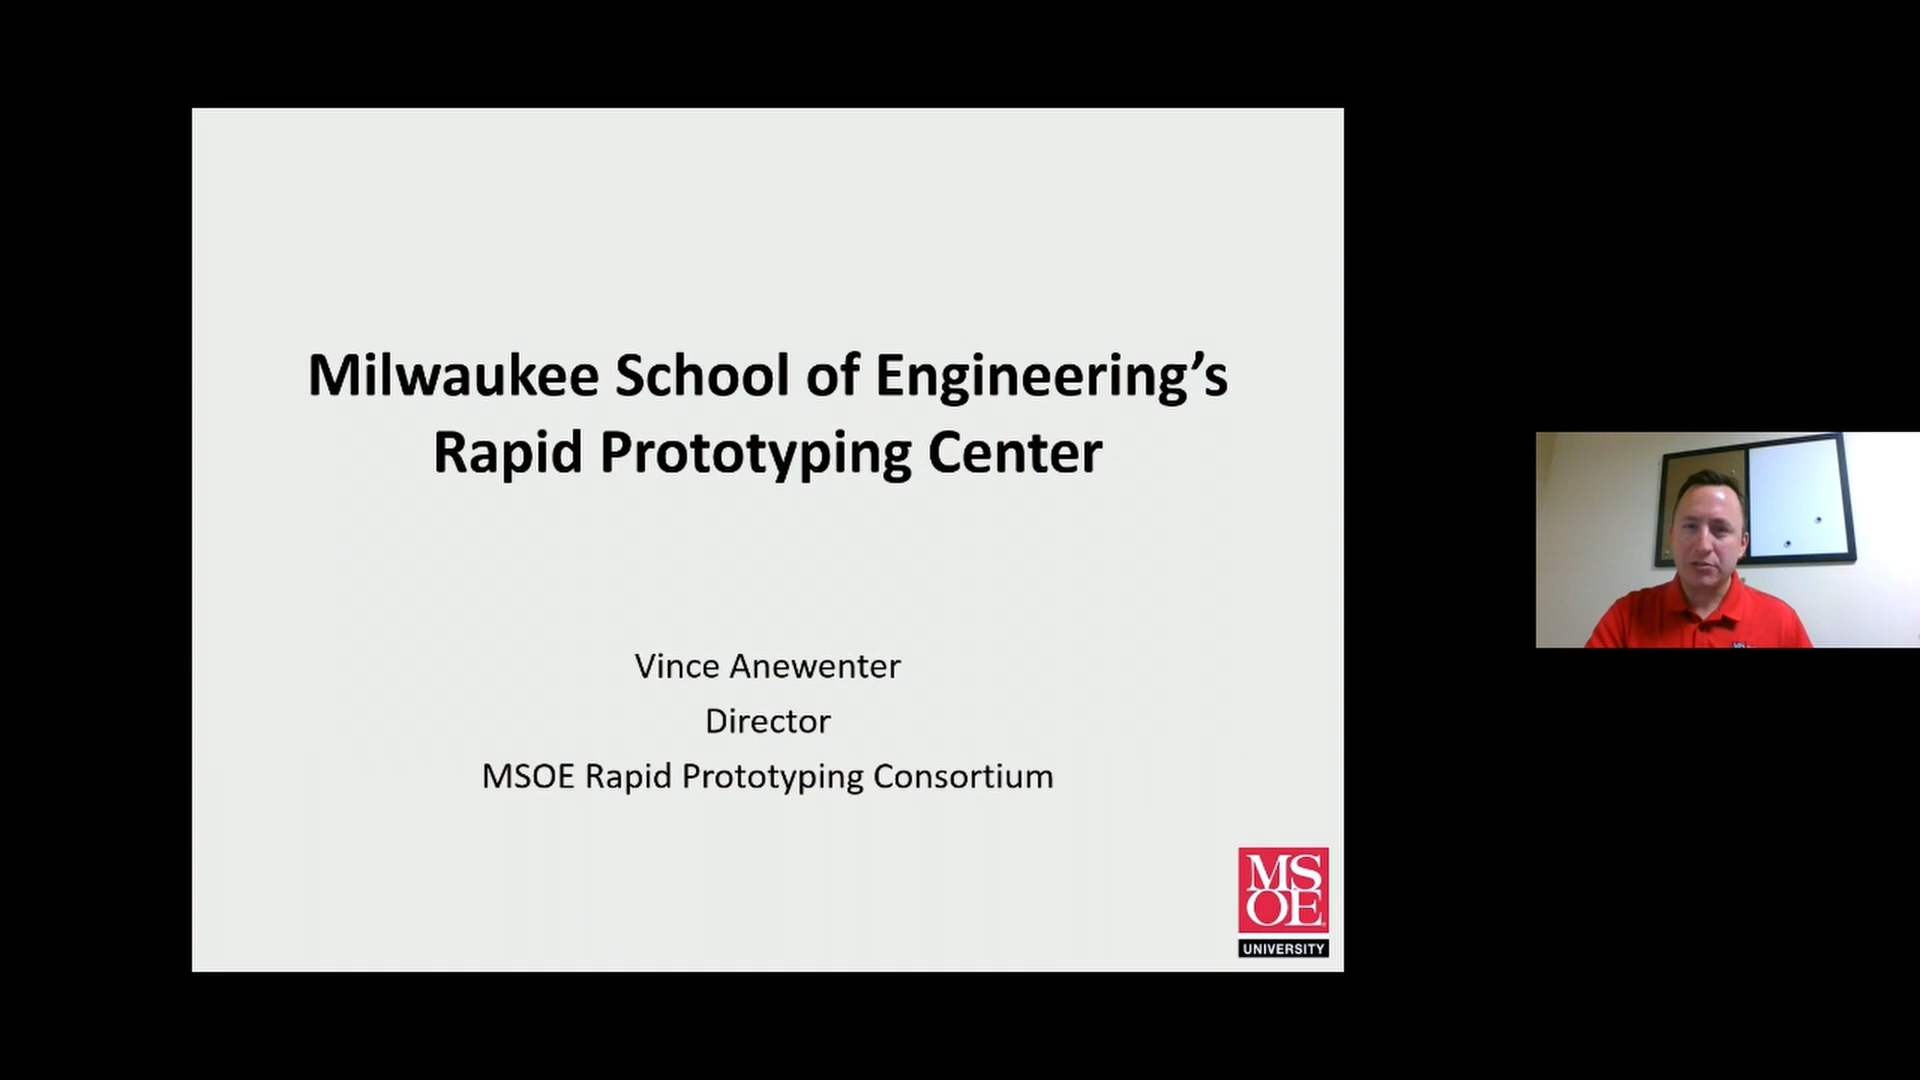 Milwaukee School of Engineering’s
Rapid Prototyping Center
Vince Anewenter
Director
MSOE Rapid Prototyping Consortium
MS
OE
UNIVERSITY